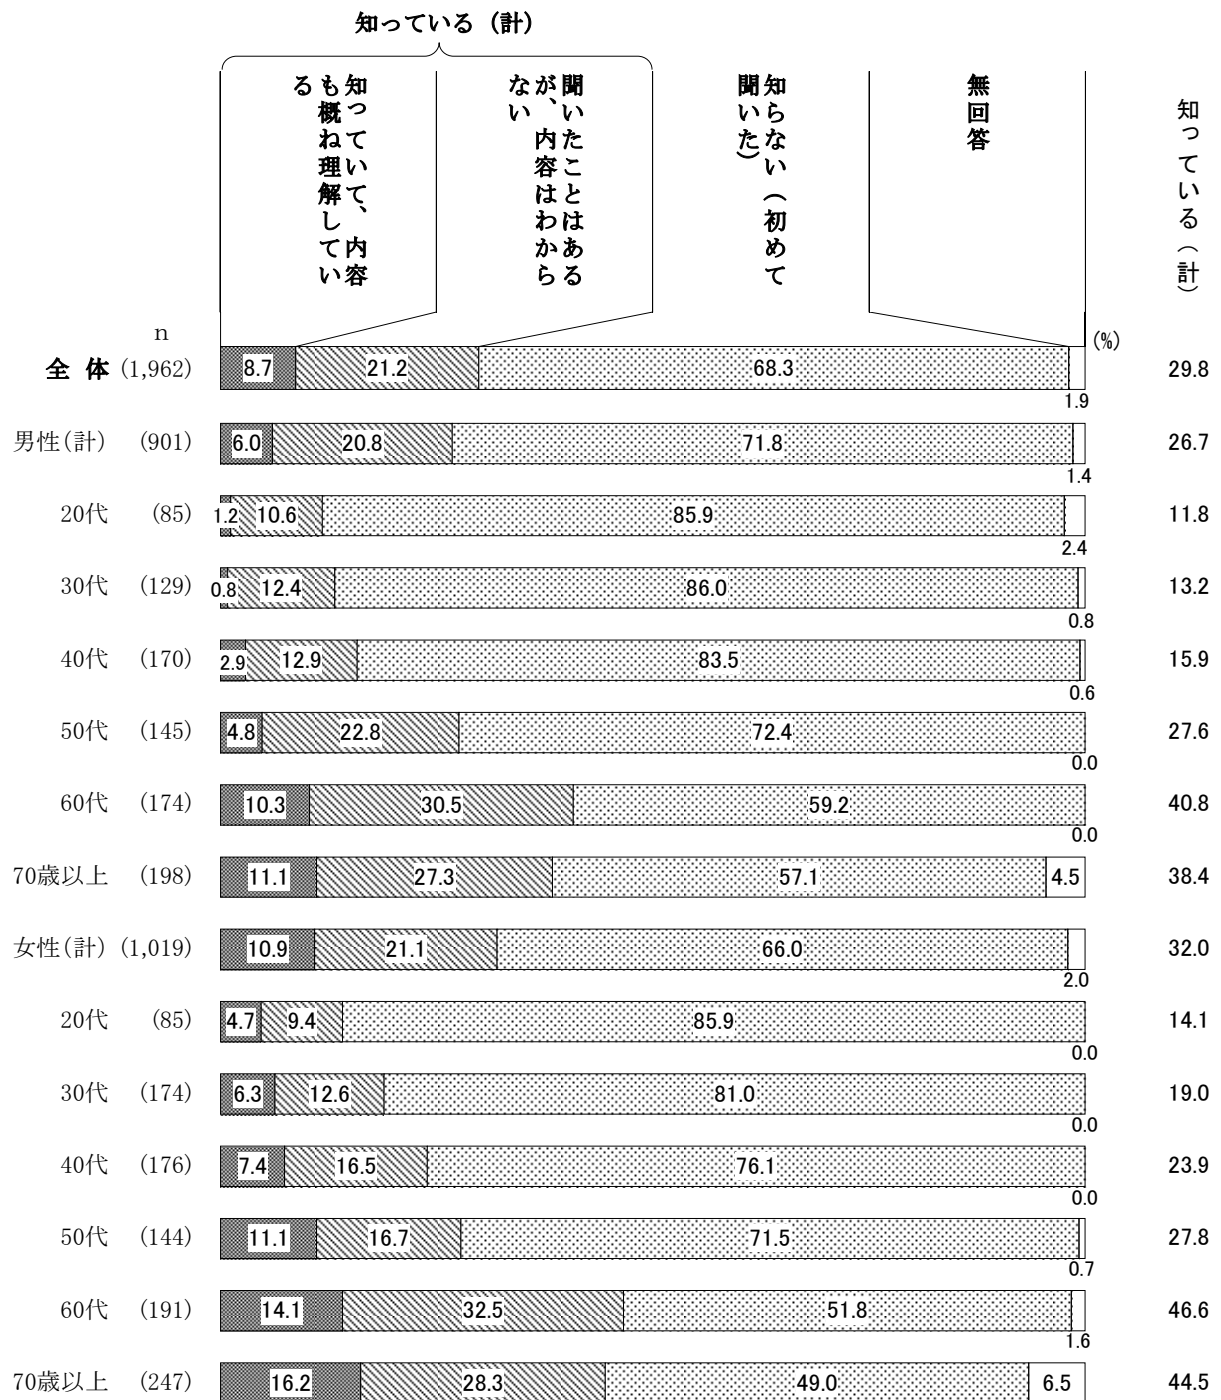 知っている（計）
知っていて、内容
も概ね理解してい
る
聞いたことはある
が、内容はわから
ない
知らない（初めて
聞いた）
無回答
知っている（計）
n
(%)
全 体 (1,962) 8.7 21.2 68.3 1.9 29.8
男性(計) (901) 6.0 20.8 71.8 1.4 26.7
20代 (85) 1.2 10.6 85.9 2.4 11.8
30代 (129) 0.8 12.4 86.0 0.8 13.2
40代 (170) 2.9 12.9 83.5 0.6 15.9
50代 (145) 4.8 22.8 72.4 0.0 27.6
60代 (174) 10.3 30.5 59.2 0.0 40.8
70歳以上 (198) 11.1 27.3 57.1 4.5 38.4
女性(計) (1,019) 10.9 21.1 66.0 2.0 32.0
20代 (85) 4.7 9.4 85.9 0.0 14.1
30代 (174) 6.3 12.6 81.0 0.0 19.0
40代 (176) 7.4 16.5 76.1 0.0 23.9
50代 (144) 11.1 16.7 71.5 0.7 27.8
60代 (191) 14.1 32.5 51.8 1.6 46.6
70歳以上 (247) 16.2 28.3 49.0 6.5 44.5